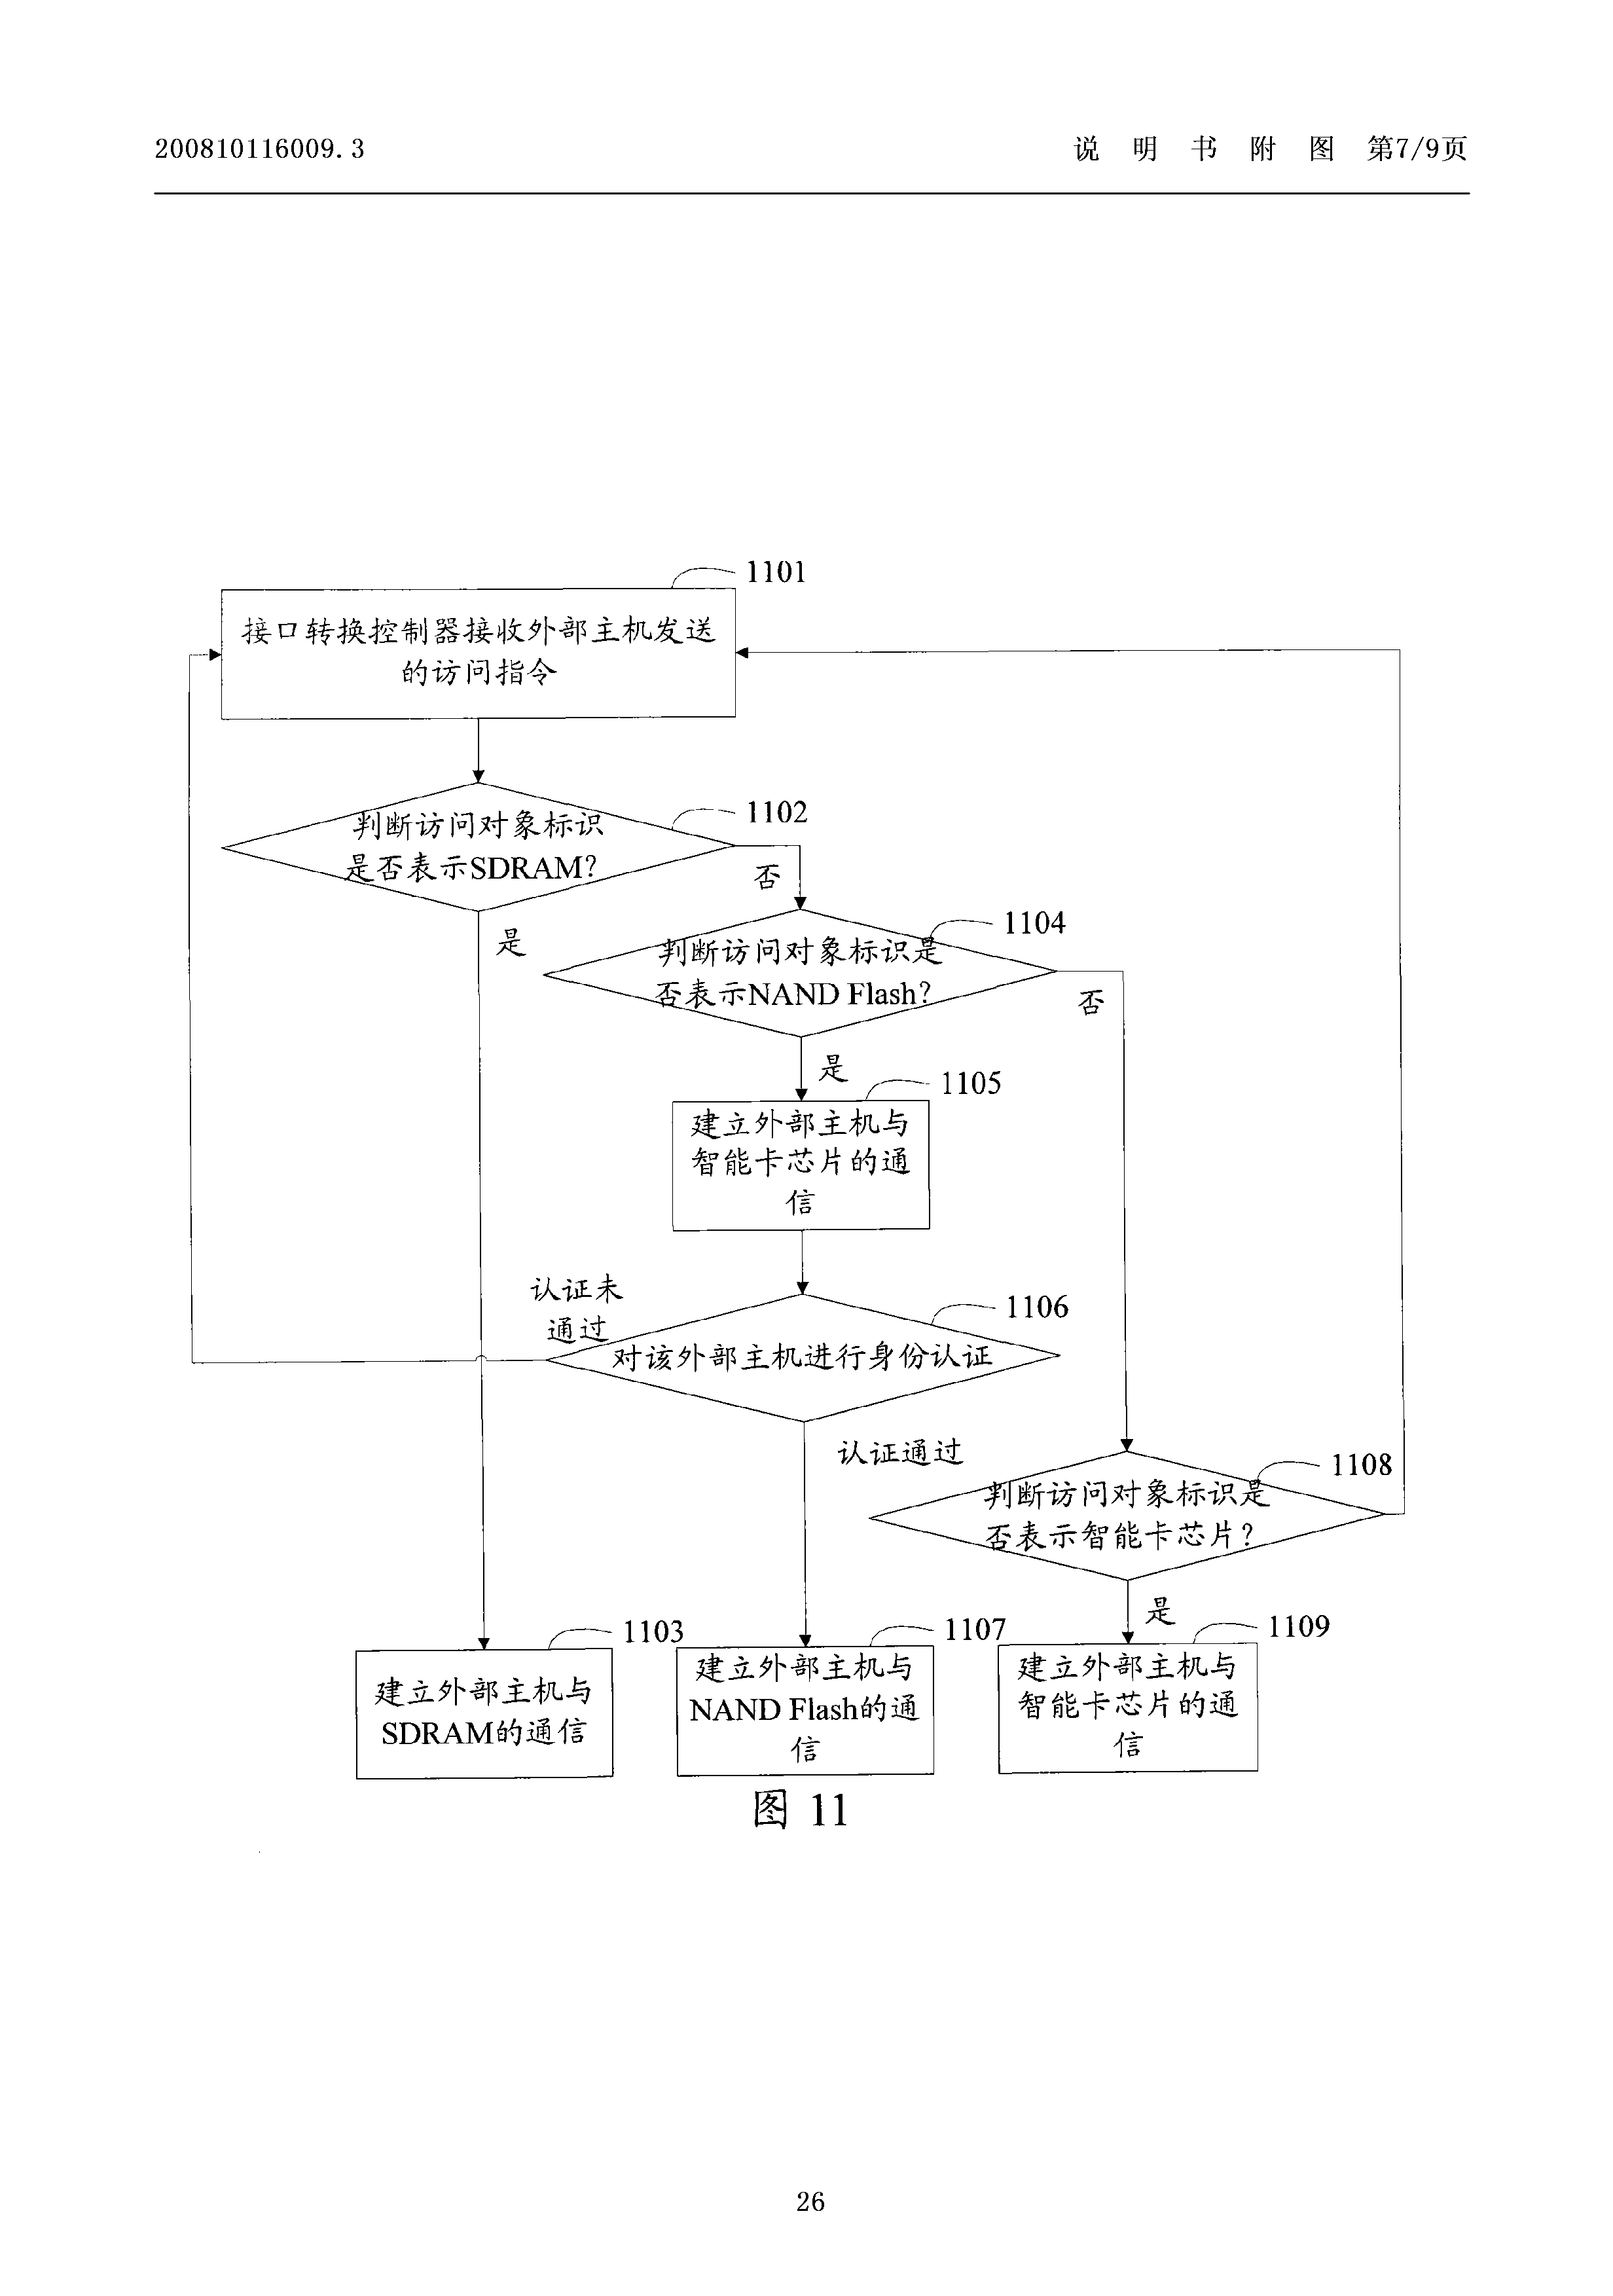 200810116009.3
说 明 书 附 图 第7/9页
1101
接口转换控制器接收外部主机发送
的访问指令
1102
判断访问对象标识
是否表示SDRAM?
否
是
1104
判断访问对象标识是
否表示NAND Flash?
否
是
1105
建立外部主机与
智能卡芯片的通
信
认证未
通过
1106
对该外部主机进行身份认证
认证通过
1108
判断访问对象标识是
否表示智能卡芯片?
是
1103
建立外部主机与
SDRAM的通信
1107
建立外部主机与
NAND Flash的通
信
1109
建立外部主机与
智能卡芯片的通
信
图 11
26